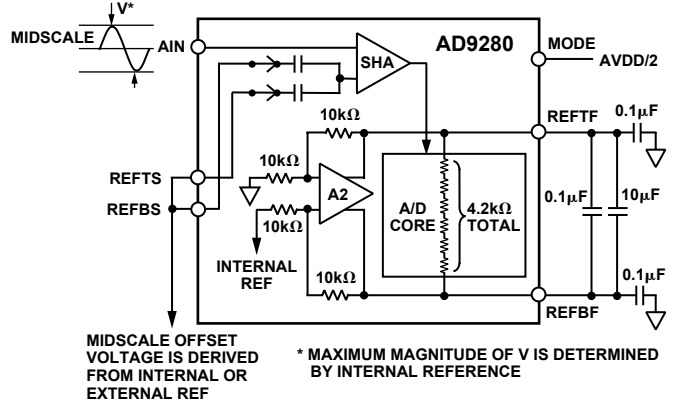 V*
MIDSCALE
AIN
SHA
AD9280
MODE
AVDD/2
10kΩ
REFTF
0.1μF
10kΩ
REFTS
A2
A/D
CORE
4.2kΩ
TOTAL
0.1μF
10μF
REFBS
10kΩ
INTERNAL
REF
10kΩ
0.1μF
REFBF
MIDSCALE OFFSET
VOLTAGE IS DERIVED
FROM INTERNAL OR
EXTERNAL REF
* MAXIMUM MAGNITUDE OF V IS DETERMINED
BY INTERNAL REFERENCE